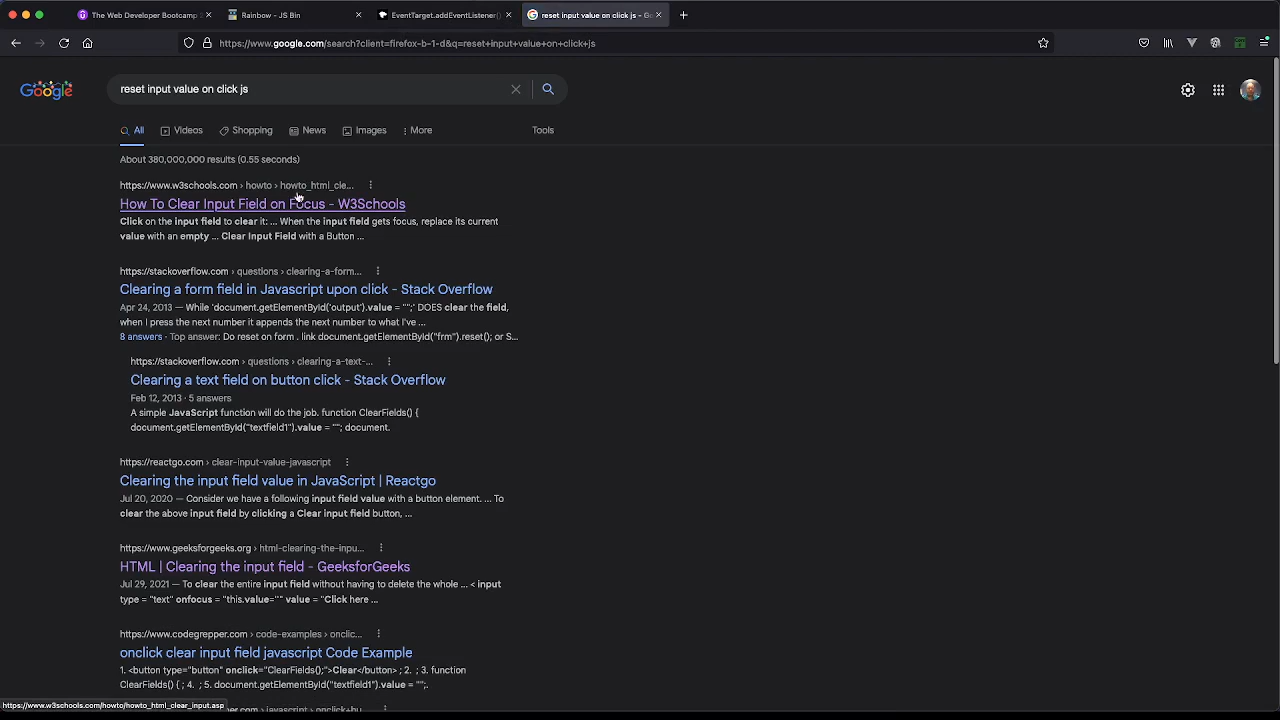 The Web Developer Bootcamp 2
Rainbow - JS Bin
EventTarget.addEventListener()
reset input value on click js - Go
https://www.google.com/search?client=firefox-b-1-d&q=reset+input+value+on+click+js
Google
reset input value on click js
All
Videos
Shopping
News
Images
More
Tools
About 380,000,000 results (0.55 seconds)
https://www.w3schools.com › howto › howto_html_cle...
How To Clear Input Field on Focus - W3Schools
Click on the input field to clear it: ... When the input field gets focus, replace its current
value with an empty ... Clear Input Field with a Button ...
https://stackoverflow.com › questions › clearing-a-form...
Clearing a form field in Javascript upon click - Stack Overflow
Apr 24, 2013 — While 'document.getElementById('output').value = "";' DOES clear the field,
when I press the next number it appends the next number to what I've ...
8 answers · Top answer: Do reset on form . link document.getElementById("frm").reset(); or S...
https://stackoverflow.com › questions › clearing-a-text-...
Clearing a text field on button click - Stack Overflow
Feb 12, 2013 · 5 answers
A simple JavaScript function will do the job. function ClearFields() {
document.getElementById("textfield1").value = ""; document.
https://reactgo.com › clear-input-value-javascript
Clearing the input field value in JavaScript | Reactgo
Jul 20, 2020 — Consider we have a following input field value with a button element. ... To
clear the above input field by clicking a Clear input field button, ...
https://www.geeksforgeeks.org › html-clearing-the-inpu...
HTML | Clearing the input field - GeeksforGeeks
Jul 29, 2021 — To clear the entire input field without having to delete the whole ... < input
type = "text" onfocus = "this.value=''" value = "Click here ...
https://www.codegrepper.com › code-examples › onclic...
onclick clear input field javascript Code Example
1. <button type="button" onclick="ClearFields();">Clear</button> ; 2. ; 3. function
ClearFields() { ; 4. ; 5. document.getElementById("textfield1").value = "";.
https://www.w3schools.com/howto/howto_html_clear_input.asp